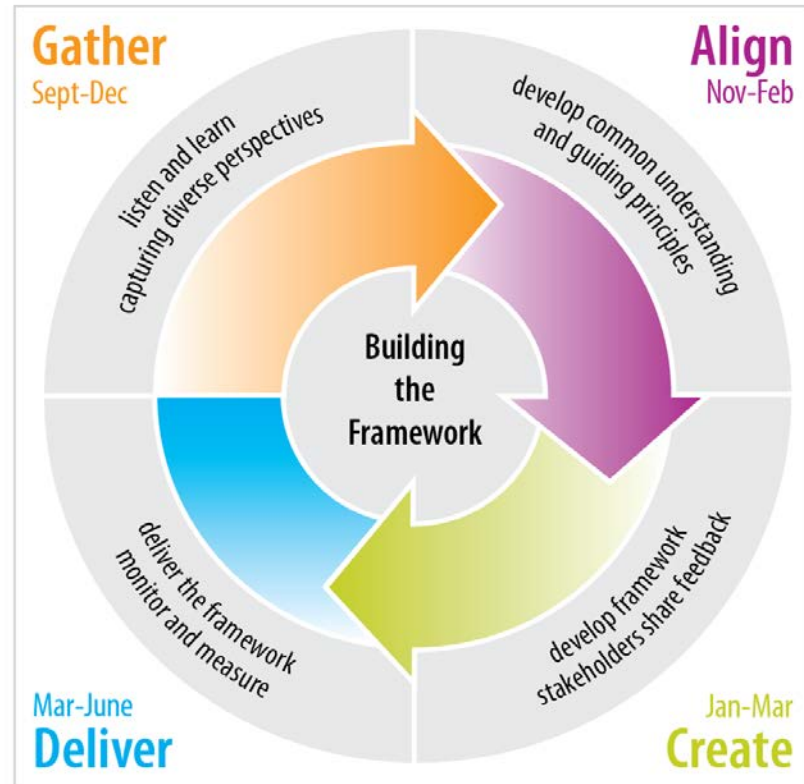 Gather
Sept-Dec
listen and learn
capturing diverse perspectives
Align
Nov-Feb
develop common understanding
and guiding principles
Building
the
Framework
deliver the framework
monitor and measure
Mar-June
Deliver
develop framework
stakeholders share feedback
Jan-Mar
Create